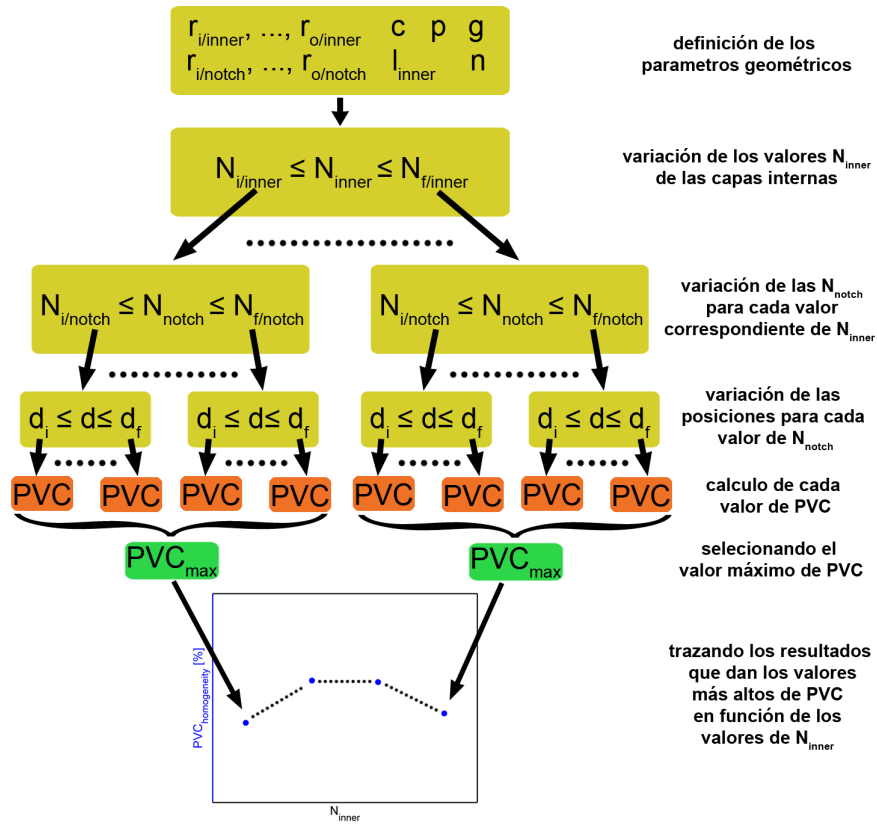 r_i/inner, ..., r_o/inner c p g
r_i/notch, ..., r_o/notch l_inner n
definición de los
parametros geométricos
N_i/inner ≤ N_inner ≤ N_f/inner
variación de los valores N_inner
de las capas internas
N_i/notch ≤ N_notch ≤ N_f/notch
N_i/notch ≤ N_notch ≤ N_f/notch
variación de las N_notch
para cada valor
correspondiente de N_inner
d_i ≤ d≤ d_f
d_i ≤ d≤ d_f
d_i ≤ d≤ d_f
d_i ≤ d≤ d_f
variación de las
posiciones para cada
valor de N_notch
PVC
PVC
PVC
PVC
PVC
PVC
PVC
PVC
calculo de cada
valor de PVC
PVC_max
PVC_max
selecionando el
valor máximo de PVC
PVC_homogeneity [%]
N_inner
trazando los resultados
que dan los valores
más altos de PVC
en función de los
valores de N_inner